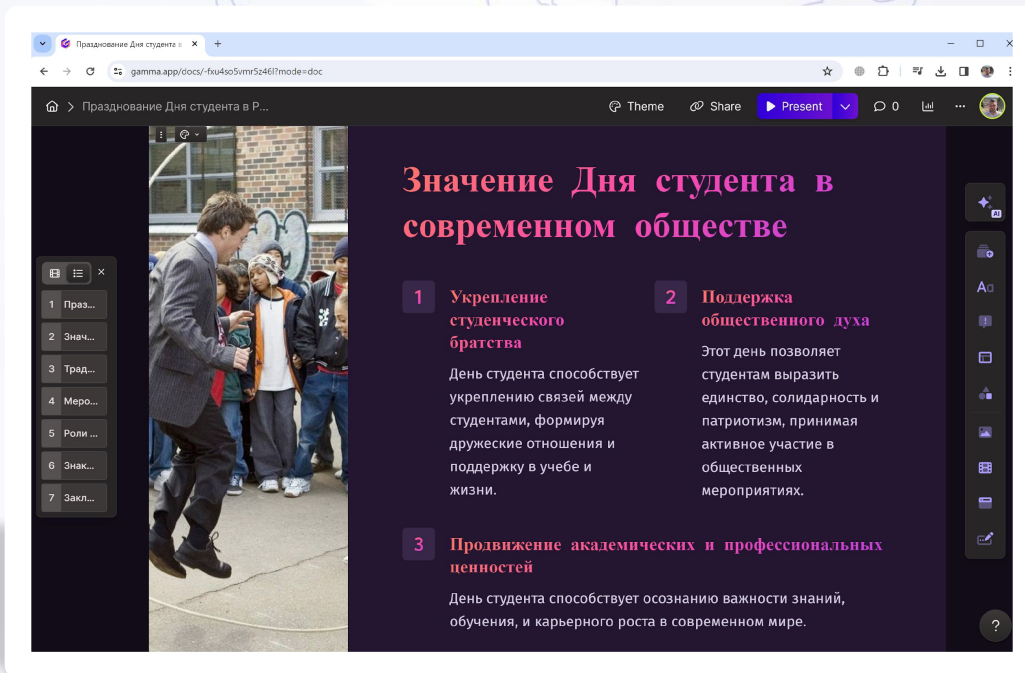 Празднование Дня студента в
gamma.app/docs/-fxu4so5vmr5z46l?mode=doc
Празднование Дня студента в Р...
Theme
Share
Present
0
Значение Дня студента в
современном обществе
1
Укрепление
студенческого
братства
День студента способствует
укреплению связей между
студентами, формируя
дружеские отношения и
поддержку в учебе и
жизни.
2
Поддержка
общественного духа
Этот день позволяет
студентам выразить
единство, солидарность и
патриотизм, принимая
активное участие в
общественных
мероприятиях.
3
Продвижение академических и профессиональных
ценностей
День студента способствует осознанию важности знаний,
обучения, и карьерного роста в современном мире.
1 Праз...
2 Знач...
3 Трад...
4 Меро...
5 Роли ...
6 Знак...
7 Закл...
AI
Aa
?